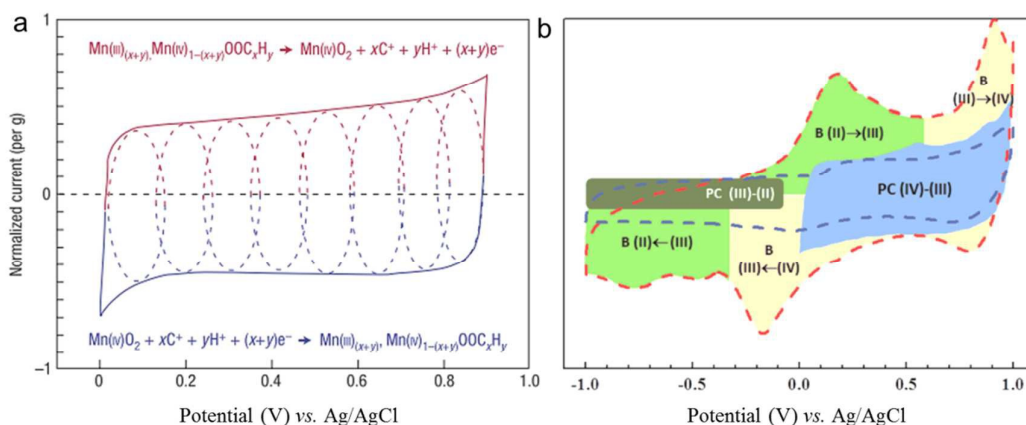 a
Mn(III)(x+y),Mn(IV)1−(x+y)OOCxHy → Mn(IV)O2 + xC+ + yH+ + (x+y)e−
Normalized current (per g)
1
0
−1
Mn(IV)O2 + xC+ + yH+ + (x+y)e− → Mn(III)(x+y), Mn(IV)1−(x+y)OOCxHy
0 0.2 0.4 0.6 0.8 1.0
Potential (V) vs. Ag/AgCl
b
B
(III)→(IV)
B (II)→(III)
PC (III)-(II)
PC (IV)-(III)
B (II)←(III)
B
(III)←(IV)
-1.0 -0.5 0.0 0.5 1.0
Potential (V) vs. Ag/AgCl